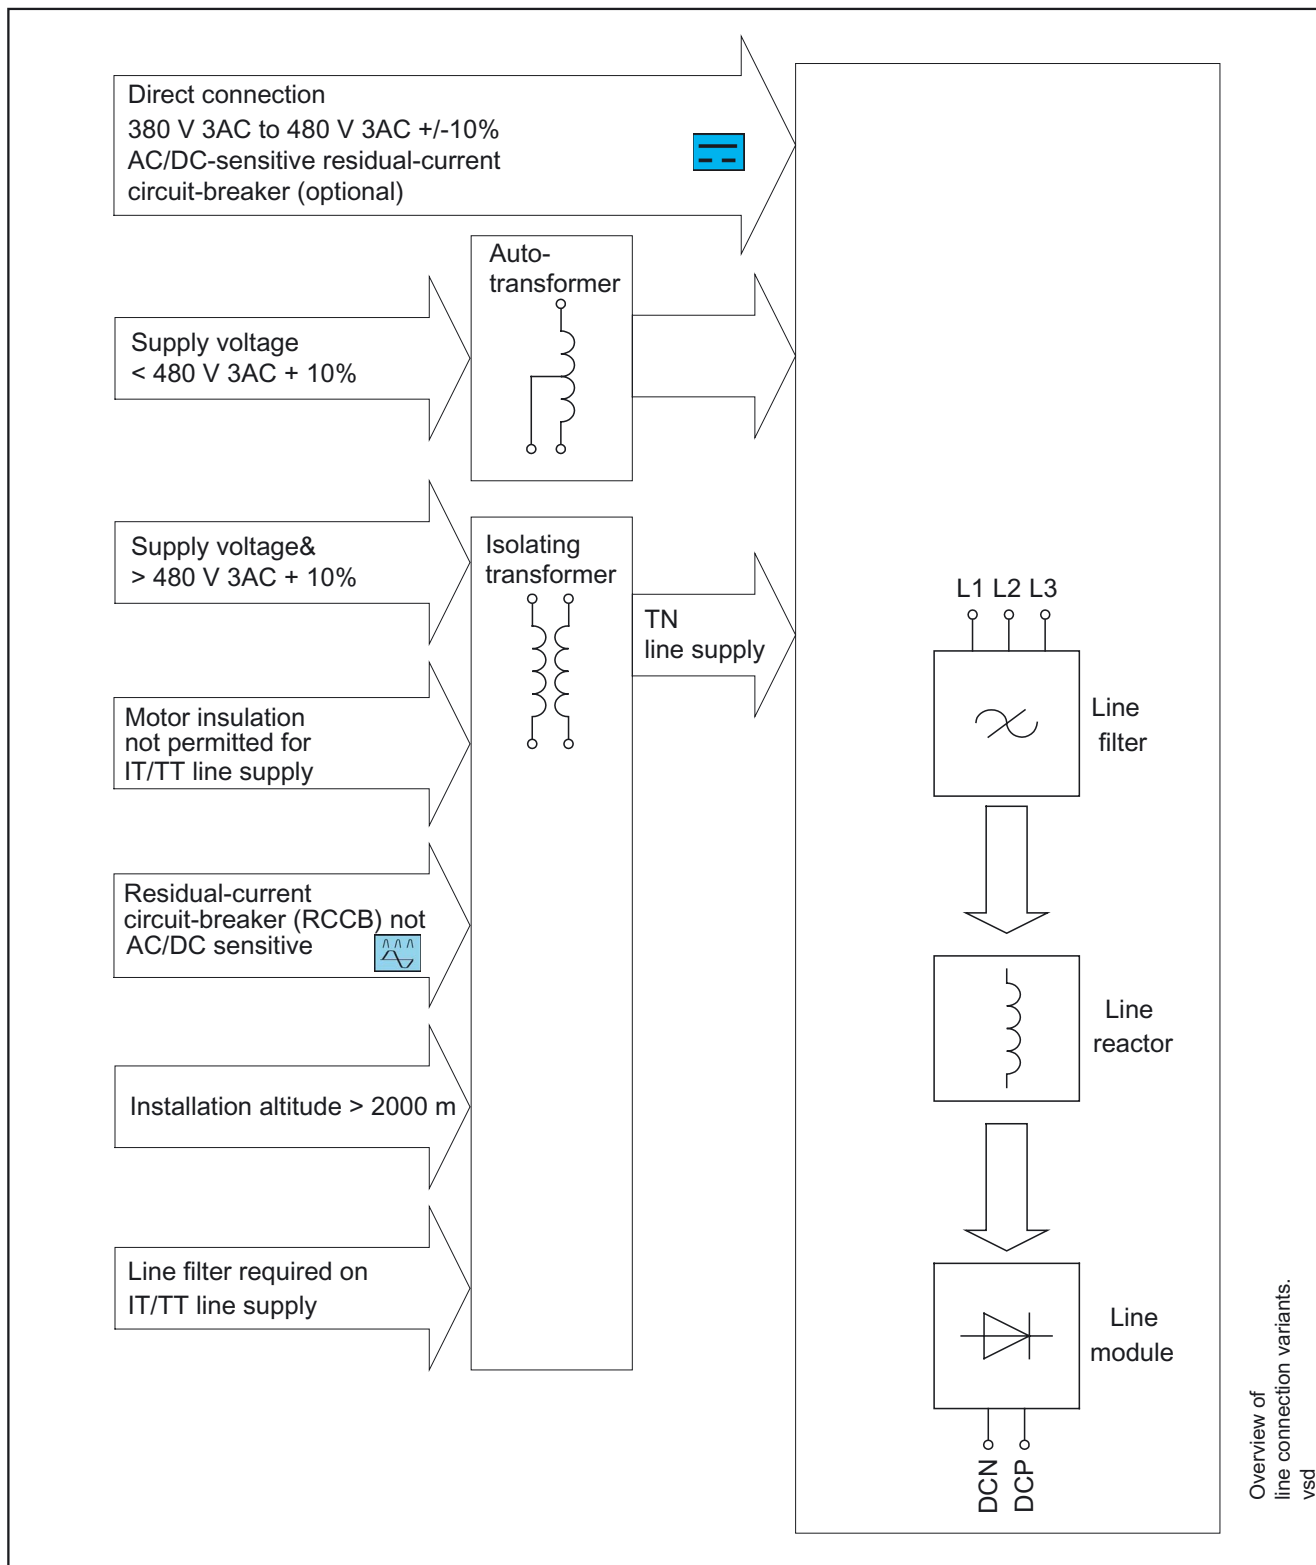 Direct connection
380 V 3AC to 480 V 3AC +/-10%
AC/DC-sensitive residual-current
circuit-breaker (optional)
Auto-
transformer
Supply voltage
< 480 V 3AC + 10%
Supply voltage&
> 480 V 3AC + 10%
Isolating
transformer
TN
line supply
Motor insulation
not permitted for
IT/TT line supply
Residual-current
circuit-breaker (RCCB) not
AC/DC sensitive
Installation altitude > 2000 m
Line filter required on
IT/TT line supply
L1 L2 L3
Line
filter
Line
reactor
Line
module
DCN
DCP
Overview of
line connection variants.
vsd